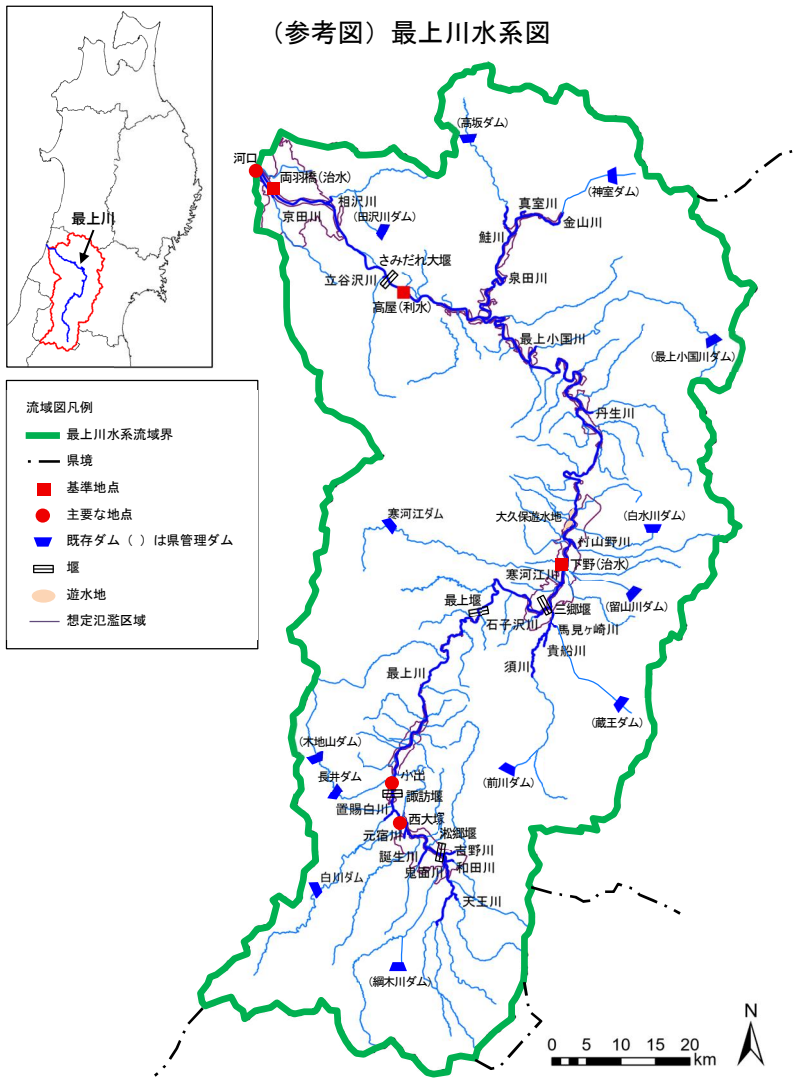 (参考図) 最上川水系図
最上川
河口
両羽橋(治水)
京田川
相沢川
(田沢川ダム)
(高坂ダム)
(神室ダム)
真室川
金山川
鮭川
泉田川
さみだれ大堰
立谷沢川
高屋(利水)
最上小国川
(最上小国川ダム)
丹生川
流域図凡例
最上川水系流域界
県境
基準地点
主要な地点
既存ダム ( ) は県管理ダム
堰
遊水地
想定氾濫区域
寒河江ダム
大久保遊水地
(白水川ダム)
村山野川
下野(治水)
寒河江川
(留山川ダム)
最上堰
三郷堰
石子沢川
馬見ヶ崎川
貴船川
須川
最上川
(蔵王ダム)
(木地山ダム)
長井ダム
小出
諏訪堰
置賜白川
(前川ダム)
西大塚
元宿川
淞郷堰
吉野川
誕生川
鬼面川
和田川
白川ダム
天王川
(綱木川ダム)
N
0 5 10 15 20
km